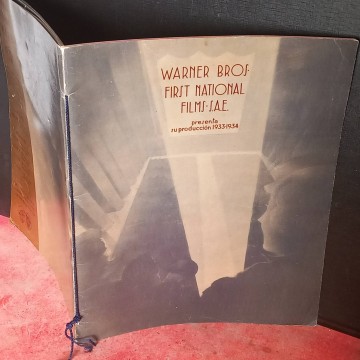 WARNER BROS·
FIRST NATIONAL
FILMS·S.A.E.
presenta
su producción 1933-1934